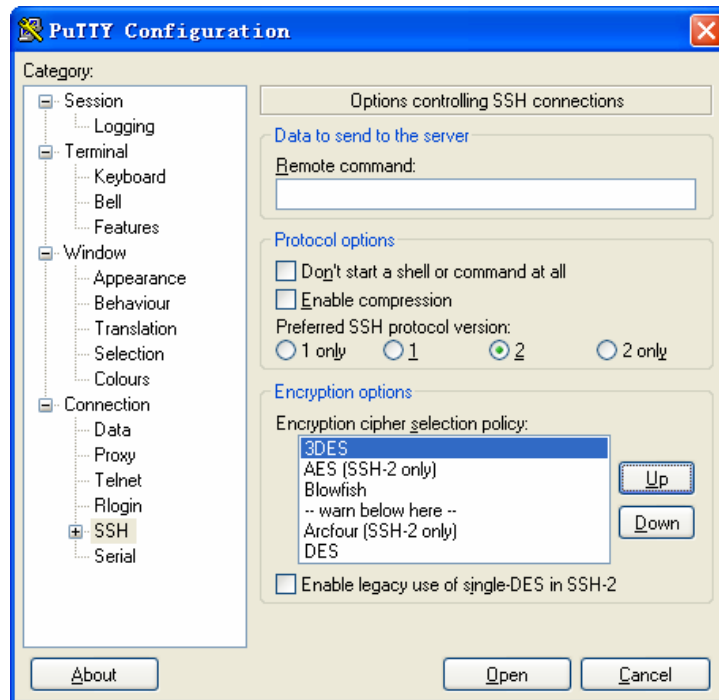 PuTTY Configuration
Category:
Session
Logging
Terminal
Keyboard
Bell
Features
Window
Appearance
Behaviour
Translation
Selection
Colours
Connection
Data
Proxy
Telnet
Rlogin
SSH
Serial
Options controlling SSH connections
Data to send to the server
Remote command:
Protocol options
Don't start a shell or command at all
Enable compression
Preferred SSH protocol version:
1 only 1 2 2 only
Encryption options
Encryption cipher selection policy:
3DES
AES (SSH-2 only)
Blowfish
-- warn below here --
Arcfour (SSH-2 only)
DES
Up
Down
Enable legacy use of single-DES in SSH-2
About Open Cancel